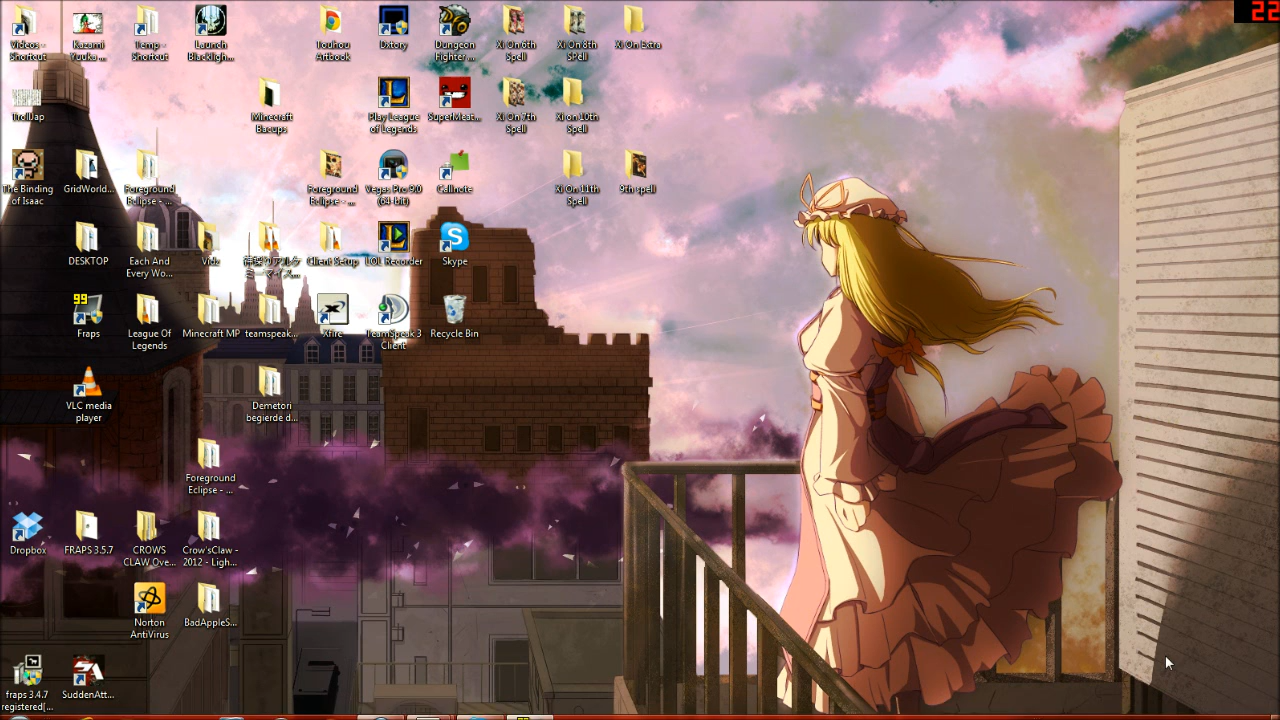 Videos -
Shortcut
Kazami
Yuuka ...
Temp -
Shortcut
Launch
Blackligh...
Touhou
Artbook
Dxtory
Dungeon
Fighter ...
Xi On 6th
Spell
Xi On 8th
Spell
Xi On Extra
22
TrollDap
Minecraft
Bacups
Play League
of Legends
SuperMeat...
Xi On 7th
Spell
Xi on 10th
Spell
The Binding
of Isaac
GridWorld...
Foreground
Eclipse - ...
Foreground
Eclipse - ...
Vegas Pro 9.0
(64-bit)
Callnote
Xi On 11th
Spell
9th spell
DESKTOP
Each And
Every Wo...
Vidz
Client Setup
LOL Recorder
Skype
99
Fraps
League Of
Legends
Minecraft MP
teamspeak...
Xfire
TeamSpeak 3
Client
Recycle Bin
VLC media
player
Demetori
begierde d...
Foreground
Eclipse - ...
Dropbox
FRAPS 3.5.7
CROWS
CLAW Ove...
Crow'sClaw -
2012 - Ligh...
Norton
AntiVirus
BadAppleS...
fraps 3.4.7
registered[...
SuddenAtt...